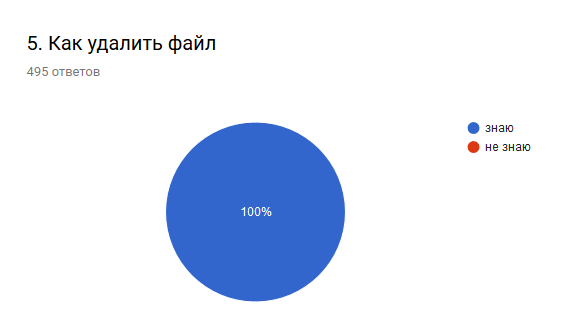 5. Как удалить файл
495 ответов
знаю
не знаю
100%